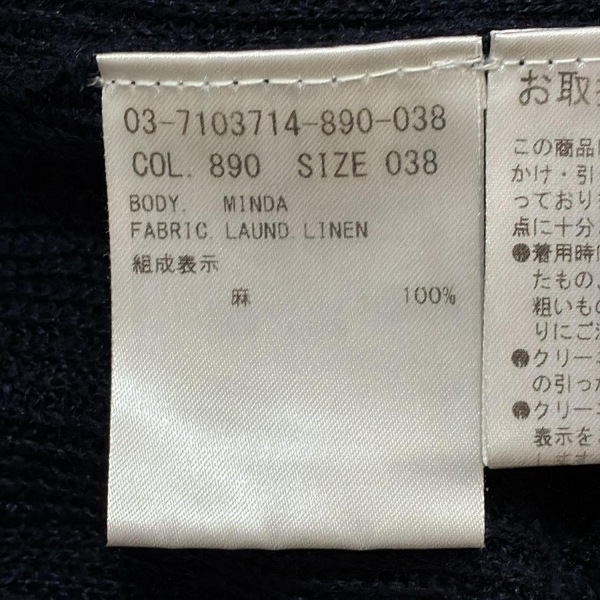 03-7103714-890-038
COL. 890 SIZE 038
BODY. MINDA
FABRIC. LAUND. LINEN
組成表示
麻 100%
お取
この商品
かけ・引
っており
点に十分
●着用時
たもの、
粗いもの
りにご
●クリー
の引っか
●クリー
表示を